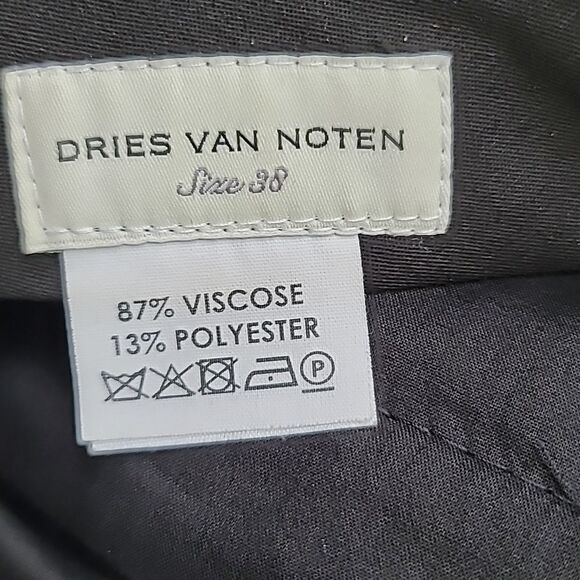 DRIES VAN NOTEN
Size 38
87% VISCOSE
13% POLYESTER
P